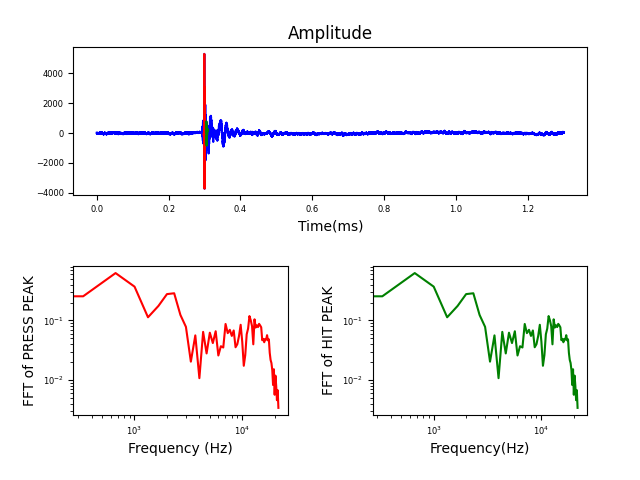 Amplitude
4000
2000
0
−2000
−4000
0.0 0.2 0.4 0.6 0.8 1.0 1.2
Time(ms)
FFT of PRESS PEAK
10⁻¹
10⁻²
10³ 10⁴
Frequency (Hz)
FFT of HIT PEAK
10⁻¹
10⁻²
10³ 10⁴
Frequency(Hz)